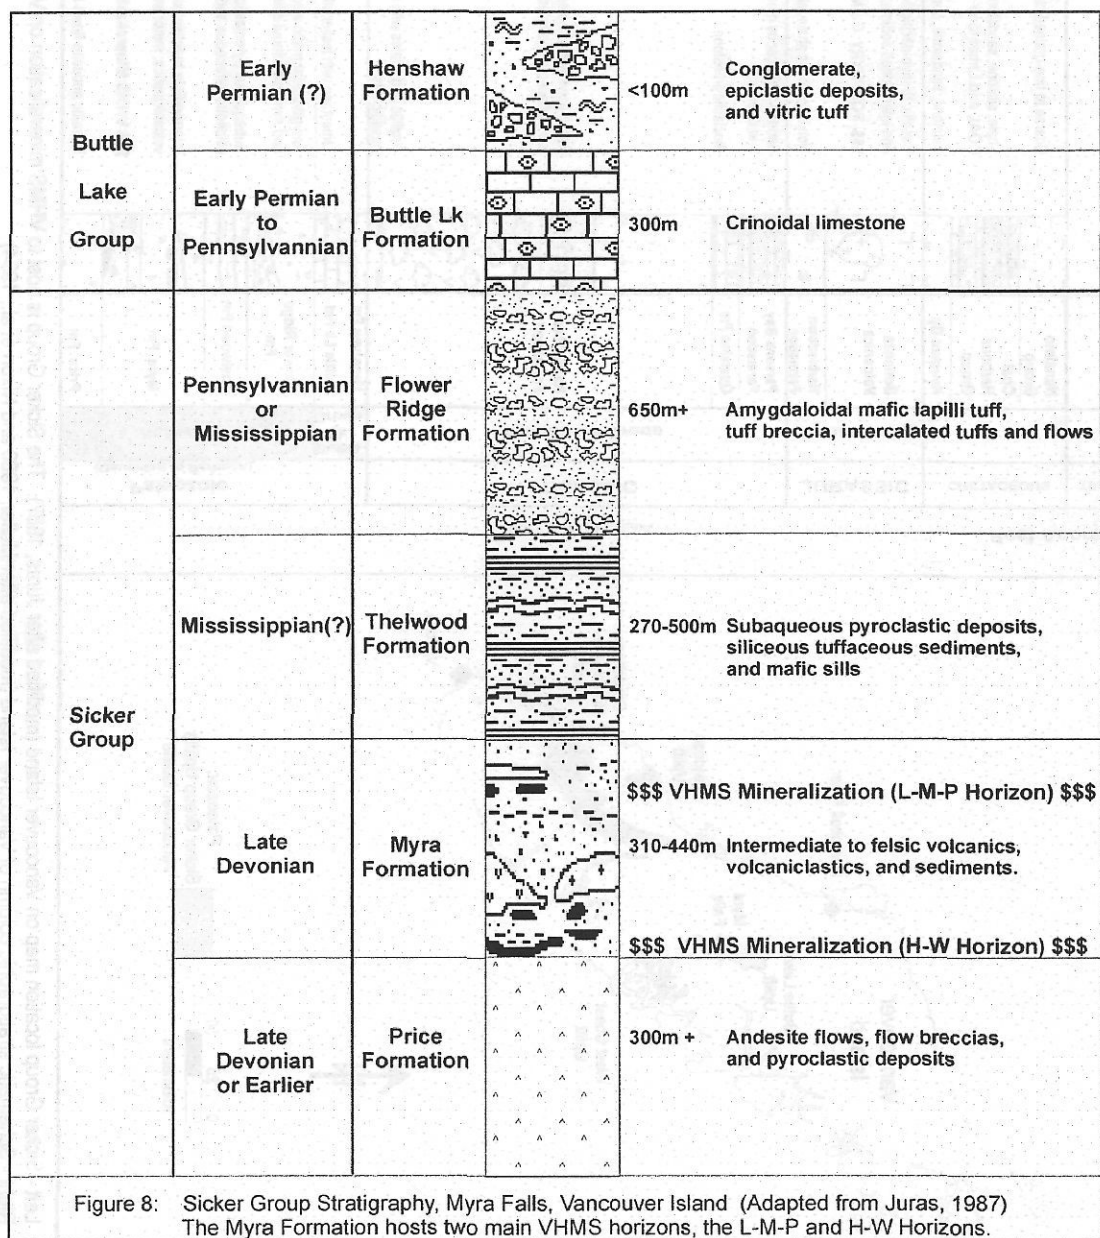 Buttle
Lake
Group
Early
Permian (?)
Henshaw
Formation
<100m
Conglomerate,
epiclastic deposits,
and vitric tuff
Early Permian
to
Pennsylvannian
Buttle Lk
Formation
300m
Crinoidal limestone
Sicker
Group
Pennsylvannian
or
Mississippian
Flower
Ridge
Formation
650m+
Amygdaloidal mafic lapilli tuff,
tuff breccia, intercalated tuffs and flows
Mississippian(?)
Thelwood
Formation
270-500m
Subaqueous pyroclastic deposits,
siliceous tuffaceous sediments,
and mafic sills
Late
Devonian
Myra
Formation
$$$ VHMS Mineralization (L-M-P Horizon) $$$
310-440m
Intermediate to felsic volcanics,
volcaniclastics, and sediments.
$$$ VHMS Mineralization (H-W Horizon) $$$
Late
Devonian
or Earlier
Price
Formation
300m +
Andesite flows, flow breccias,
and pyroclastic deposits
Figure 8: Sicker Group Stratigraphy, Myra Falls, Vancouver Island (Adapted from Juras, 1987)
The Myra Formation hosts two main VHMS horizons, the L-M-P and H-W Horizons.